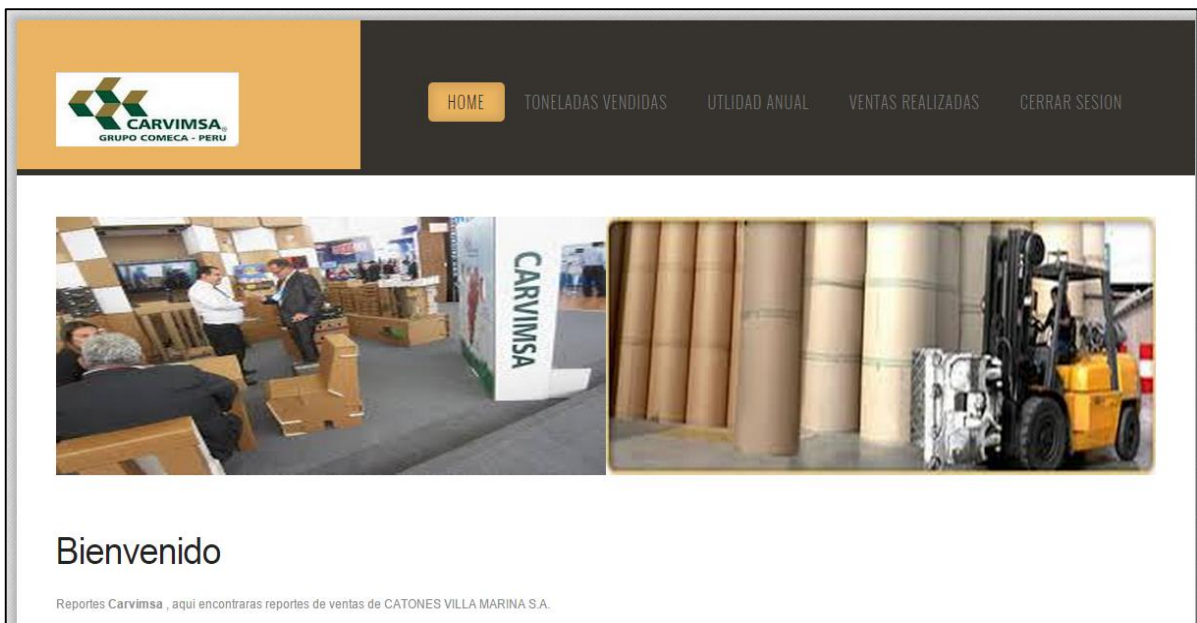 CARVIMSA®
GRUPO COMECA - PERU
HOME TONELADAS VENDIDAS UTLIDAD ANUAL VENTAS REALIZADAS CERRAR SESION
CARVIMSA
Bienvenido
Reportes Carvimsa , aqui encontraras reportes de ventas de CATONES VILLA MARINA S.A.